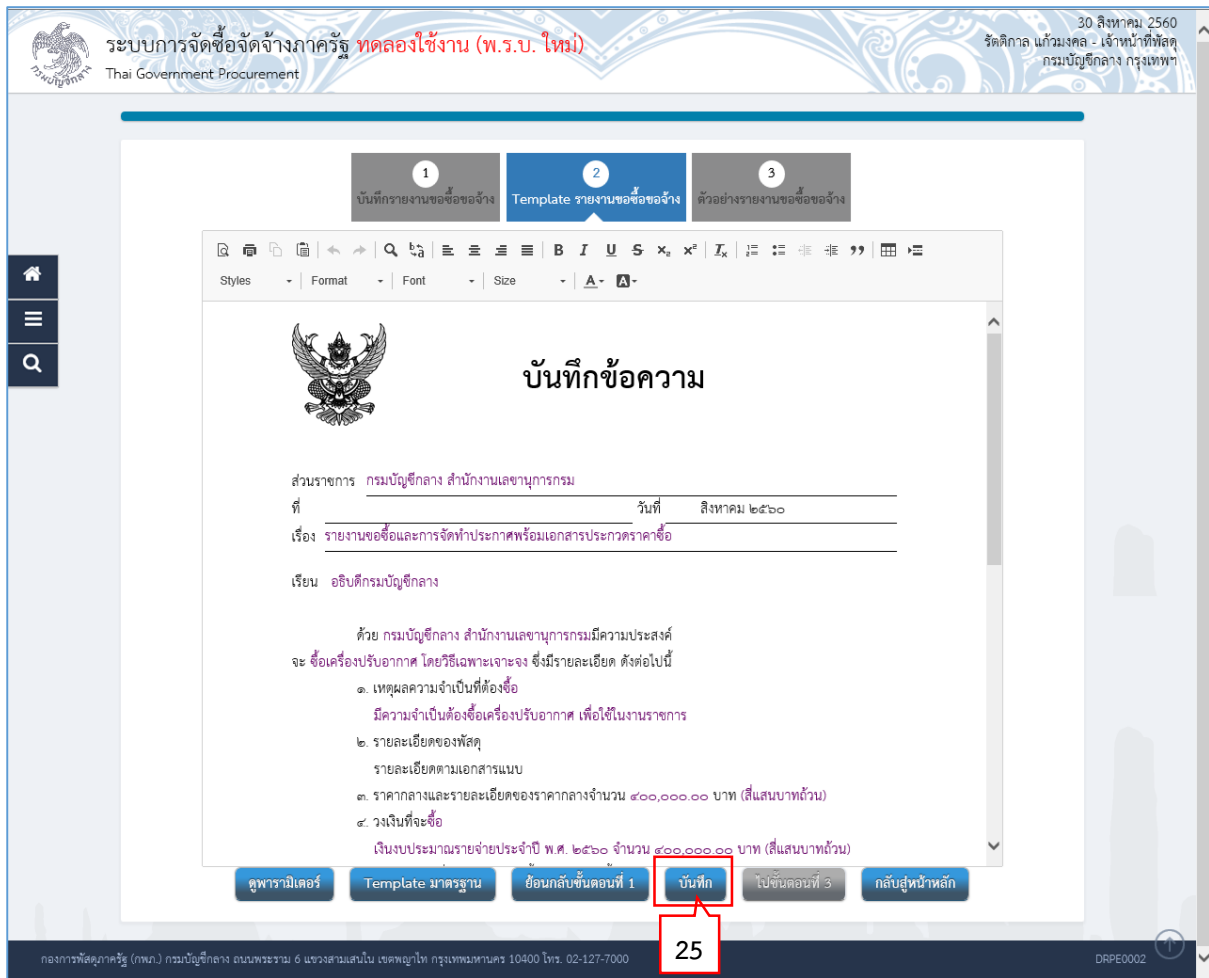 30 สิงหาคม 2560
รัตติกาล แก้วมงคล - เจ้าหน้าที่พัสดุ
กรมบัญชีกลาง กรุงเทพฯ
ระบบการจัดซื้อจัดจ้างภาครัฐ ทดลองใช้งาน (พ.ร.บ. ใหม่)
Thai Government Procurement
1
บันทึกรายงานขอซื้อขอจ้าง
2
Template รายงานขอซื้อขอจ้าง
3
ตัวอย่างรายงานขอซื้อขอจ้าง
Styles Format Font Size
บันทึกข้อความ
ส่วนราชการ กรมบัญชีกลาง สำนักงานเลขานุการกรม
ที่ วันที่ สิงหาคม ๒๕๖๐
เรื่อง รายงานขอซื้อและการจัดทำประกาศพร้อมเอกสารประกวดราคาซื้อ
เรียน อธิบดีกรมบัญชีกลาง
ด้วย กรมบัญชีกลาง สำนักงานเลขานุการกรมมีความประสงค์
จะ ซื้อเครื่องปรับอากาศ โดยวิธีเฉพาะเจาะจง ซึ่งมีรายละเอียด ดังต่อไปนี้
๑. เหตุผลความจำเป็นที่ต้องซื้อ
มีความจำเป็นต้องซื้อเครื่องปรับอากาศ เพื่อใช้ในงานราชการ
๒. รายละเอียดของพัสดุ
รายละเอียดตามเอกสารแนบ
๓. ราคากลางและรายละเอียดของราคากลางจำนวน ๔๐๐,๐๐๐.๐๐ บาท (สี่แสนบาทถ้วน)
๔. วงเงินที่จะซื้อ
เงินงบประมาณรายจ่ายประจำปี พ.ศ. ๒๕๖๐ จำนวน ๔๐๐,๐๐๐.๐๐ บาท (สี่แสนบาทถ้วน)
ดูพารามิเตอร์ Template มาตรฐาน ย้อนกลับขั้นตอนที่ 1 บันทึก ไปขั้นตอนที่ 3 กลับสู่หน้าหลัก
25
กองการพัสดุภาครัฐ (กพภ.) กรมบัญชีกลาง ถนนพระราม 6 แขวงสามเสนใน เขตพญาไท กรุงเทพมหานคร 10400 โทร. 02-127-7000 DRPE0002